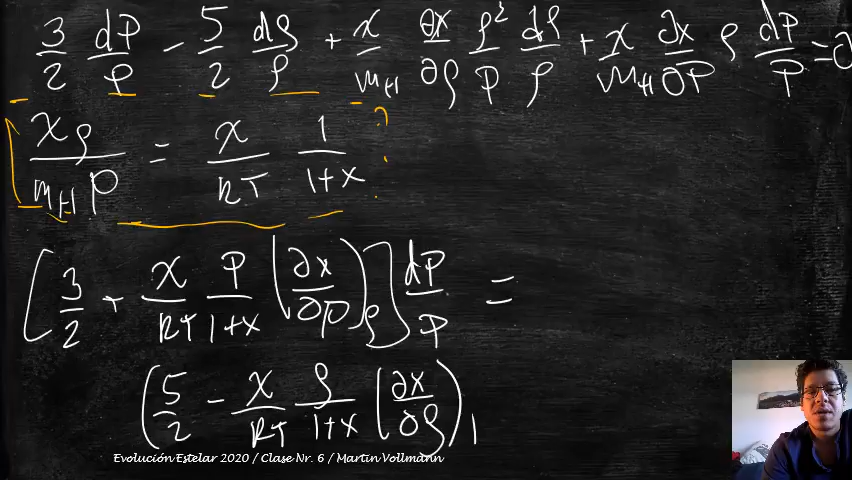 3/2 dP/ρ - 5/2 dρ/ρ + χ/m_H ∂x/∂ρ ρ²/P dρ/ρ + χ/m_H ∂x/∂P ρ dP/P = 0
χρ/m_H P = χ/kT 1/1+x ?
[3/2 + χ/kT P/1+x (∂x/∂P)_ρ] dP/P =
(5/2 - χ/kT ρ/1+x (∂x/∂ρ)
Evolución Estelar 2020 / Clase Nr. 6 / Martin Vollmann